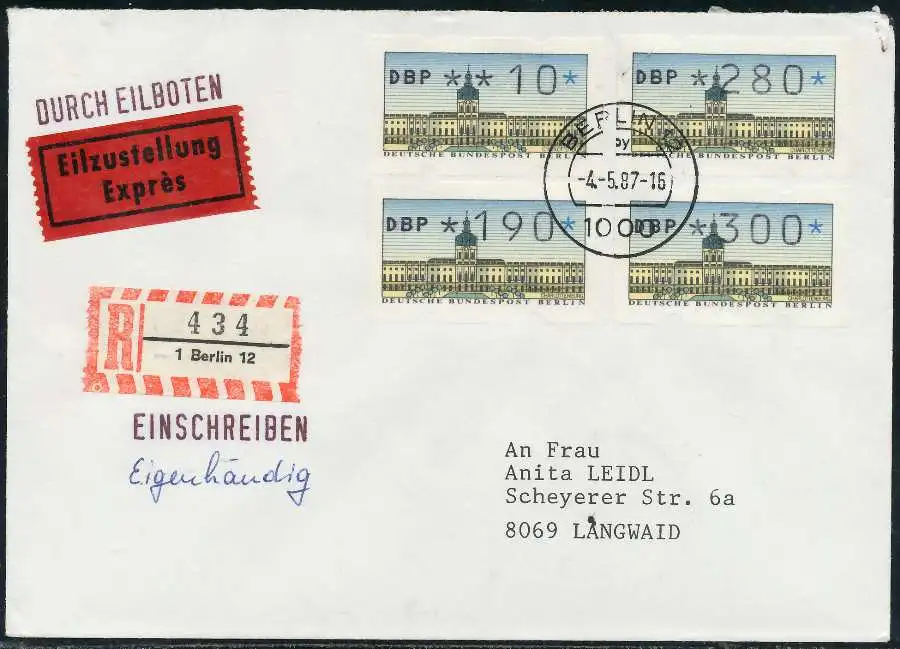 DURCH EILBOTEN
Eilzustellung
Exprès
DBP ** 10*
DEUTSCHE BUNDESPOST BERLIN
DBP *280*
DEUTSCHE BUNDESPOST BERLIN
DBP *190*
DEUTSCHE BUNDESPOST BERLIN
DBP *300*
DEUTSCHE BUNDESPOST BERLIN
BERLIN
by
-4.-5.87-16
1000
R
434
1 Berlin 12
EINSCHREIBEN
Eigenhändig
An Frau
Anita LEIDL
Scheyerer Str. 6a
8069 LANGWAID